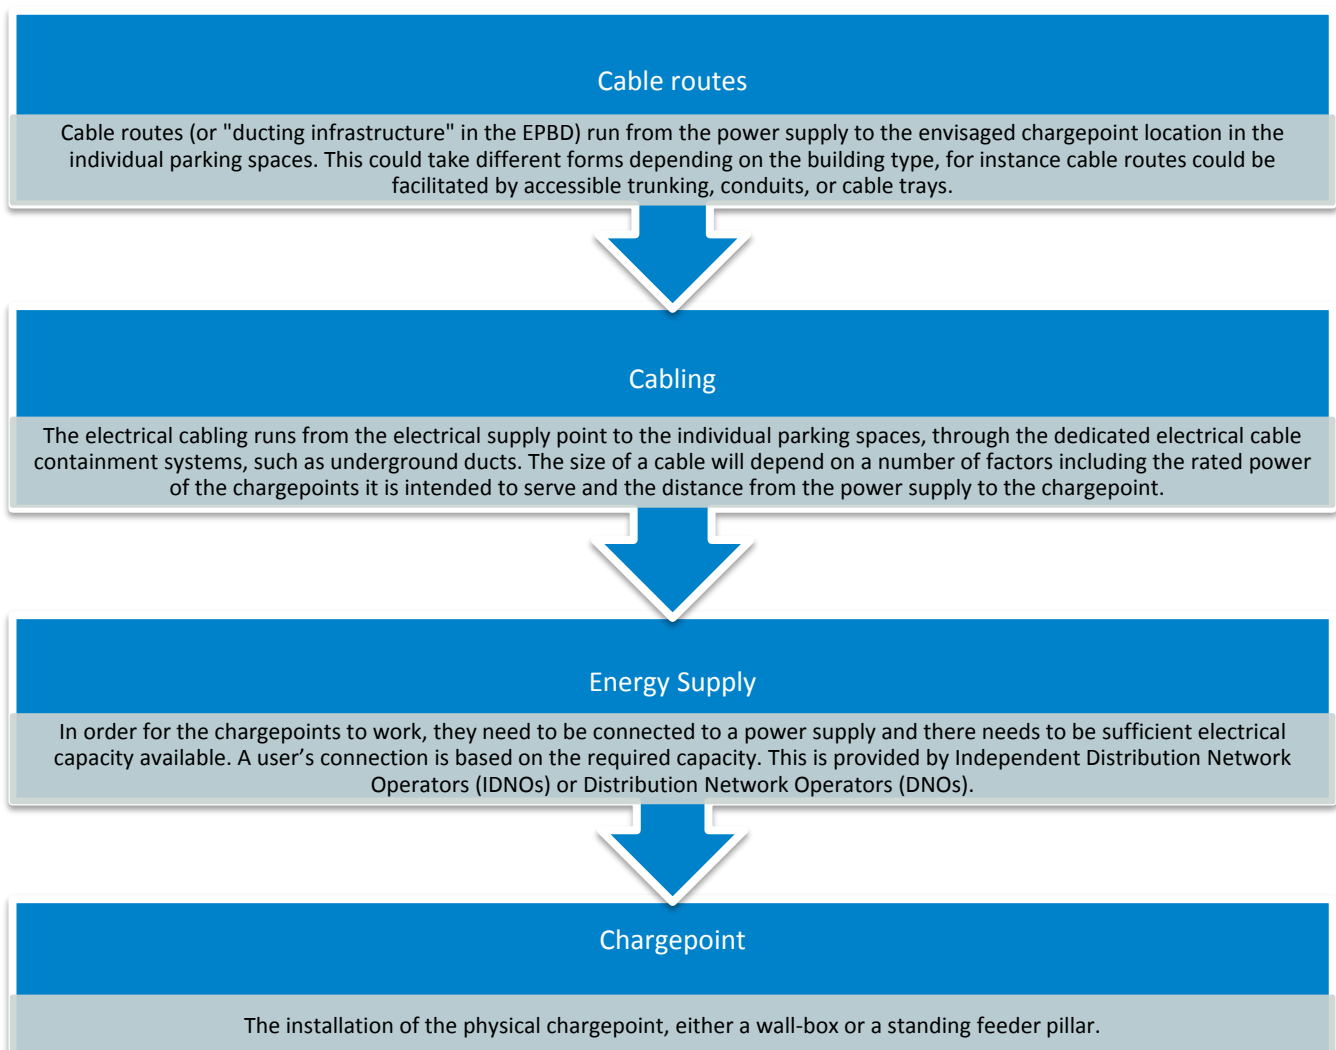 Cable routes
Cable routes (or "ducting infrastructure" in the EPBD) run from the power supply to the envisaged chargepoint location in the
individual parking spaces. This could take different forms depending on the building type, for instance cable routes could be
facilitated by accessible trunking, conduits, or cable trays.
Cabling
The electrical cabling runs from the electrical supply point to the individual parking spaces, through the dedicated electrical cable
containment systems, such as underground ducts. The size of a cable will depend on a number of factors including the rated power
of the chargepoints it is intended to serve and the distance from the power supply to the chargepoint.
Energy Supply
In order for the chargepoints to work, they need to be connected to a power supply and there needs to be sufficient electrical
capacity available. A user’s connection is based on the required capacity. This is provided by Independent Distribution Network
Operators (IDNOs) or Distribution Network Operators (DNOs).
Chargepoint
The installation of the physical chargepoint, either a wall-box or a standing feeder pillar.